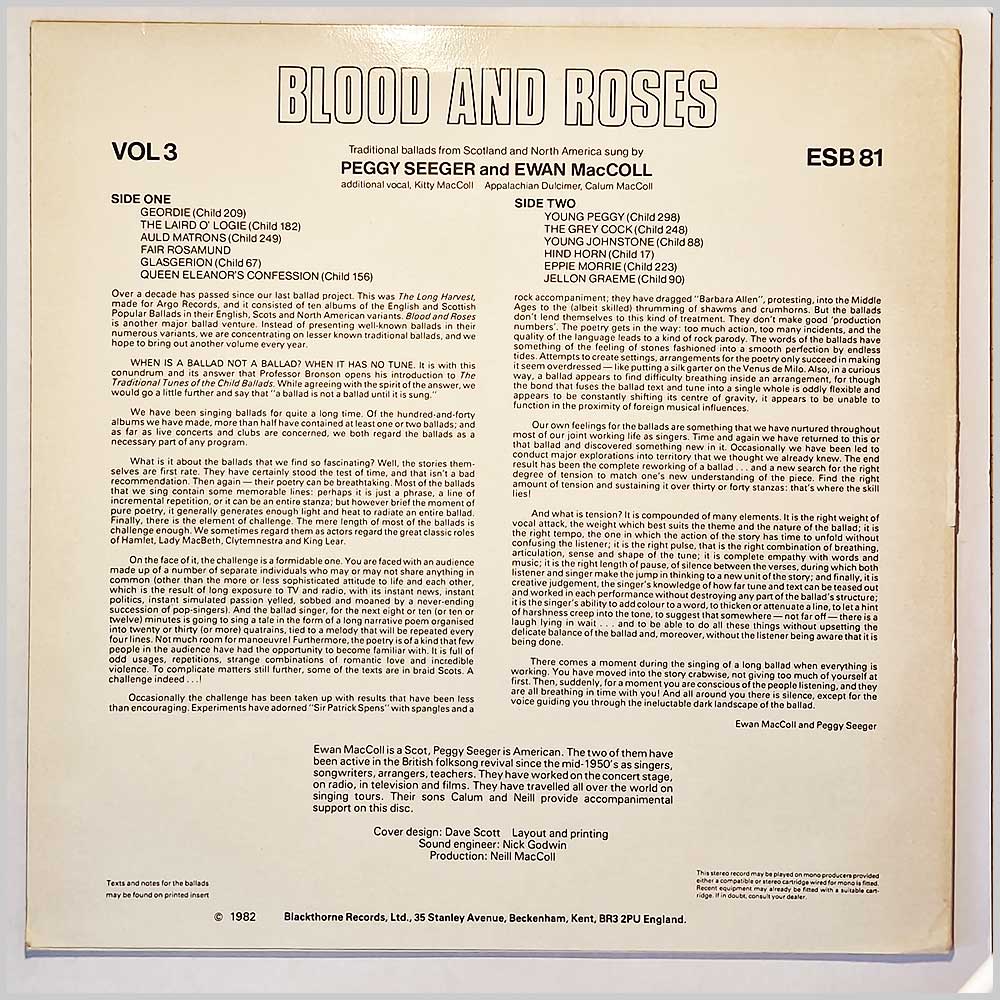 BLOOD AND ROSES
VOL 3
ESB 81
Traditional ballads from Scotland and North America sung by
PEGGY SEEGER and EWAN MacCOLL
additional vocal, Kitty MacColl Appalachian Dulcimer, Calum MacColl
SIDE ONE
GEORDIE (Child 209)
THE LAIRD O' LOGIE (Child 182)
AULD MATRONS (Child 249)
FAIR ROSAMUND
GLASGERION (Child 67)
QUEEN ELEANOR'S CONFESSION (Child 156)
SIDE TWO
YOUNG PEGGY (Child 298)
THE GREY COCK (Child 248)
YOUNG JOHNSTONE (Child 88)
HIND HORN (Child 17)
EPPIE MORRIE (Child 223)
JELLON GRAEME (Child 90)
Over a decade has passed since our last ballad project. This was The Long Harvest,
made for Argo Records, and it consisted of ten albums of the English and Scottish
Popular Ballads in their English, Scots and North American variants. Blood and Roses
is another major ballad venture. Instead of presenting well-known ballads in their
numerous variants, we are concentrating on lesser known traditional ballads, and we
hope to bring out another volume every year.
WHEN IS A BALLAD NOT A BALLAD? WHEN IT HAS NO TUNE. It is with this
conundrum and its answer that Professor Bronson opens his introduction to The
Traditional Tunes of the Child Ballads. While agreeing with the spirit of the answer, we
would go a little further and say that "a ballad is not a ballad until it is sung."
We have been singing ballads for quite a long time. Of the hundred-and-forty
albums we have made, more than half have contained at least one or two ballads; and
as far as live concerts and clubs are concerned, we both regard the ballads as a
necessary part of any program.
What is it about the ballads that we find so fascinating? Well, the stories them-
selves are first rate. They have certainly stood the test of time, and that isn't a bad
recommendation. Then again — their poetry can be breathtaking. Most of the ballads
that we sing contain some memorable lines: perhaps it is just a phrase, a line of
incremental repetition, or it can be an entire stanza; but however brief the moment of
pure poetry, it generally generates enough light and heat to radiate an entire ballad.
Finally, there is the element of challenge. The mere length of most of the ballads is
challenge enough. We sometimes regard them as actors regard the great classic roles
of Hamlet, Lady MacBeth, Clytemnestra and King Lear.
On the face of it, the challenge is a formidable one. You are faced with an audience
made up of a number of separate individuals who may or may not share anything in
common (other than the more or less sophisticated attitude to life and each other,
which is the result of long exposure to TV and radio, with its instant news, instant
politics, instant simulated passion yelled, sobbed and moaned by a never-ending
succession of pop-singers). And the ballad singer, for the next eight or ten (or ten or
twelve) minutes is going to sing a tale in the form of a long narrative poem organised
into twenty or thirty (or more) quatrains, tied to a melody that will be repeated every
four lines. Not much room for manoeuvre! Furthermore, the poetry is of a kind that few
people in the audience have had the opportunity to become familiar with. It is full of
odd usages, repetitions, strange combinations of romantic love and incredible
violence. To complicate matters still further, some of the texts are in braid Scots. A
challenge indeed . . .!
Occasionally the challenge has been taken up with results that have been less
than encouraging. Experiments have adorned "Sir Patrick Spens" with spangles and a
rock accompaniment; they have dragged "Barbara Allen", protesting, into the Middle
Ages to the (albeit skilled) thrumming of shawms and crumhorns. But the ballads
don't lend themselves to this kind of treatment. They don't make good 'production
numbers'. The poetry gets in the way: too much action, too many incidents, and the
quality of the language leads to a kind of rock parody. The words of the ballads have
something of the feeling of stones fashioned into a smooth perfection by endless
tides. Attempts to create settings, arrangements for the poetry only succeed in making
it seem overdressed — like putting a silk garter on the Venus de Milo. Also, in a curious
way, a ballad appears to find difficulty breathing inside an arrangement, for though
the bond that fuses the ballad text and tune into a single whole is oddly flexible and
appears to be constantly shifting its centre of gravity, it appears to be unable to
function in the proximity of foreign musical influences.
Our own feelings for the ballads are something that we have nurtured throughout
most of our joint working life as singers. Time and again we have returned to this or
that ballad and discovered something new in it. Occasionally we have been led to
conduct major explorations into territory that we thought we already knew. The end
result has been the complete reworking of a ballad . . . and a new search for the right
degree of tension to match one's new understanding of the piece. Find the right
amount of tension and sustaining it over thirty or forty stanzas: that's where the skill
lies!
And what is tension? It is compounded of many elements. It is the right weight of
vocal attack, the weight which best suits the theme and the nature of the ballad; it is
the right tempo, the one in which the action of the story has time to unfold without
confusing the listener; it is the right pulse, that is the right combination of breathing,
articulation, sense and shape of the tune; it is complete empathy with words and
music; it is the right length of pause, of silence between the verses, during which both
listener and singer make the jump in thinking to a new unit of the story; and finally, it is
creative judgement, the singer's knowledge of how far tune and text can be teased out
and worked in each performance without destroying any part of the ballad's structure;
it is the singer's ability to add colour to a word, to thicken or attenuate a line, to let a hint
of harshness creep into the tone, to suggest that somewhere — not far off — there is a
laugh lying in wait . . . and to be able to do all these things without upsetting the
delicate balance of the ballad and, moreover, without the listener being aware that it is
being done.
There comes a moment during the singing of a long ballad when everything is
working. You have moved into the story crabwise, not giving too much of yourself at
first. Then, suddenly, for a moment you are conscious of the people listening, and they
are all breathing in time with you! And all around you there is silence, except for the
voice guiding you through the ineluctable dark landscape of the ballad.
Ewan MacColl and Peggy Seeger
Ewan MacColl is a Scot, Peggy Seeger is American. The two of them have
been active in the British folksong revival since the mid-1950's as singers,
songwriters, arrangers, teachers. They have worked on the concert stage,
on radio, in television and films. They have travelled all over the world on
singing tours. Their sons Calum and Neill provide accompanimental
support on this disc.
Cover design: Dave Scott Layout and printing
Sound engineer: Nick Godwin
Production: Neill MacColl
Texts and notes for the ballads
may be found on printed insert
This stereo record may be played on mono producers provided
either a compatible or stereo cartridge wired for mono is fitted.
Recent equipment may already be fitted with a suitable cart-
ridge. If in doubt, consult your dealer.
© 1982 Blackthorne Records, Ltd., 35 Stanley Avenue, Beckenham, Kent, BR3 2PU England.